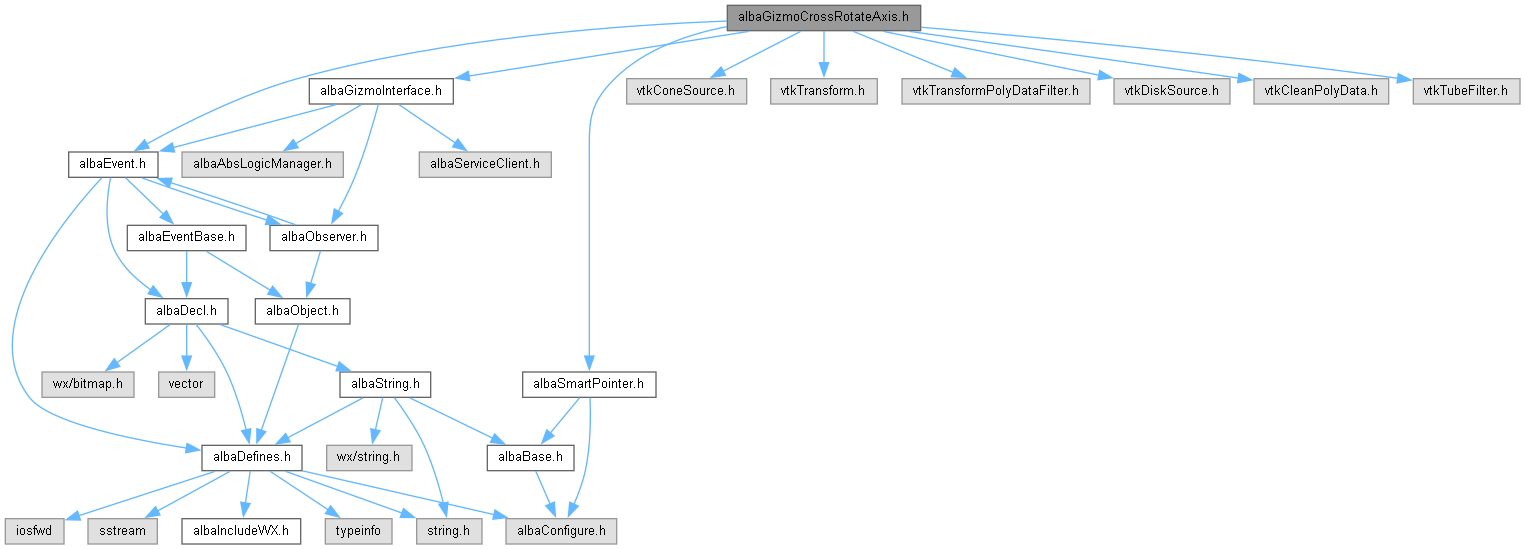 albaGizmoCrossRotateAxis.h
albaGizmoInterface.h
vtkConeSource.h
vtkTransform.h
vtkTransformPolyDataFilter.h
vtkDiskSource.h
vtkCleanPolyData.h
vtkTubeFilter.h
albaEvent.h
albaAbsLogicManager.h
albaServiceClient.h
albaEventBase.h
albaObserver.h
albaDecl.h
albaObject.h
wx/bitmap.h
vector
albaString.h
albaSmartPointer.h
albaDefines.h
wx/string.h
albaBase.h
iosfwd
sstream
albaIncludeWX.h
typeinfo
string.h
albaConfigure.h